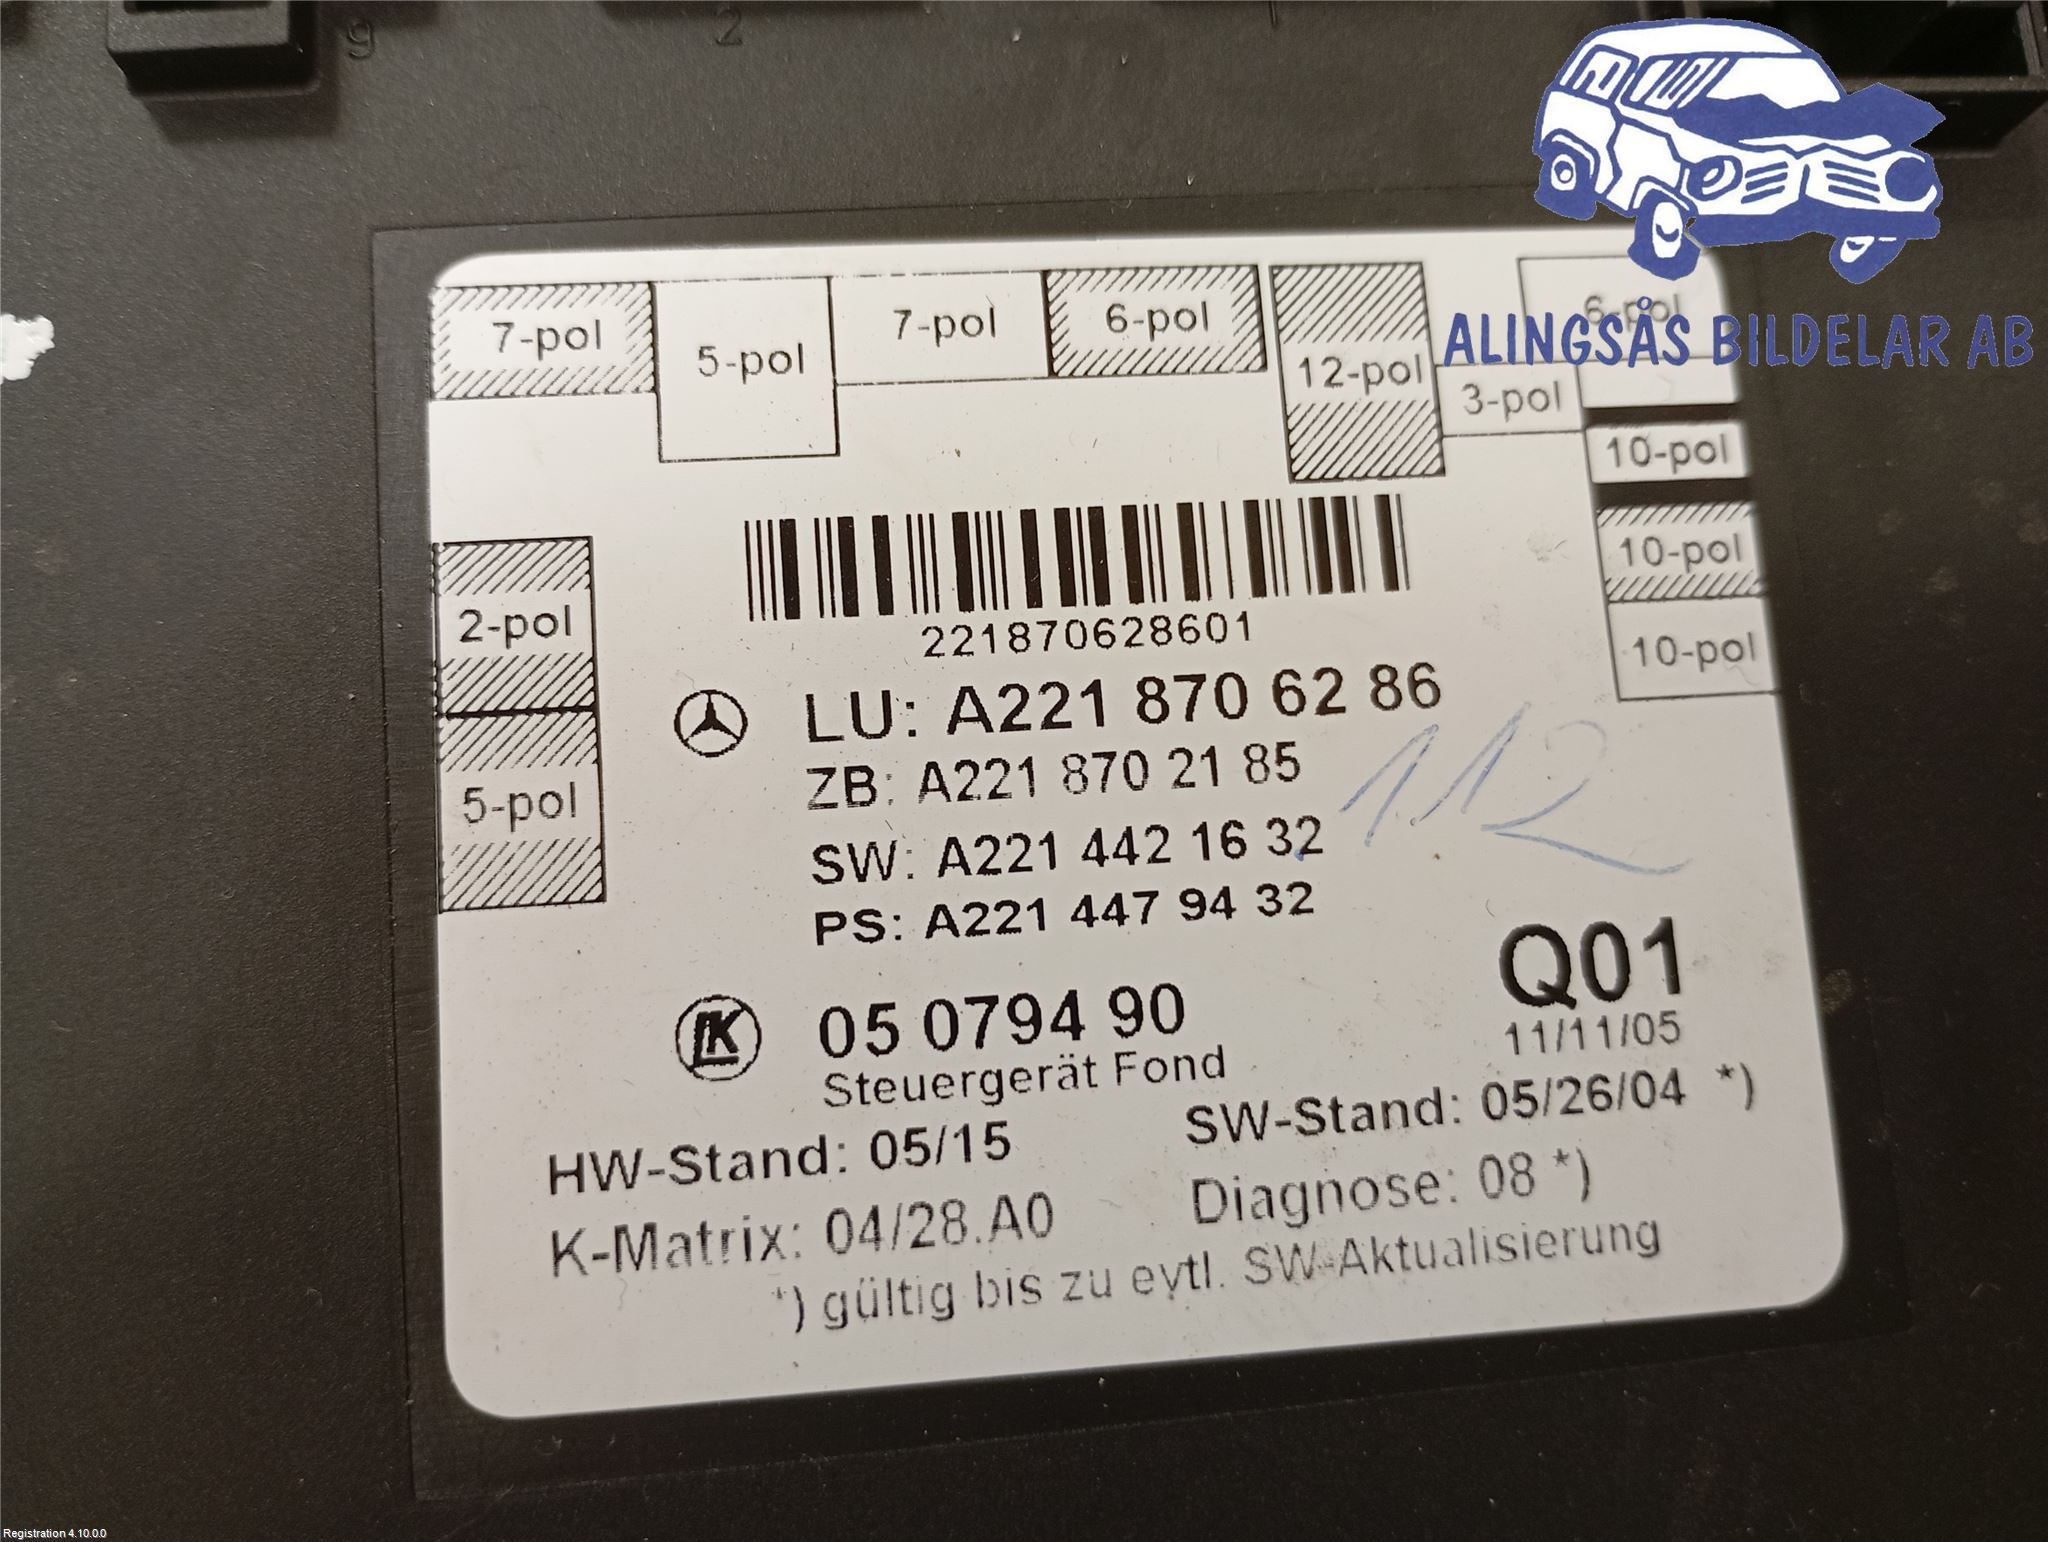 9
2
7-pol
5-pol
7-pol
6-pol
12-pol
6-pol
ALINGSÅS BILDELAR AB
3-pol
10-pol
10-pol
10-pol
2-pol
5-pol
221870628601
LU: A221 870 62 86
ZB: A221 870 21 85
SW: A221 442 16 32
PS: A221 447 94 32
112
LK 05 0794 90
Q01
Steuergerät Fond
11/11/05
HW-Stand: 05/15
SW-Stand: 05/26/04 *)
K-Matrix: 04/28.A0
Diagnose: 08 *)
*) gültig bis zu evtl. SW-Aktualisierung
Registration 4.10.0.0